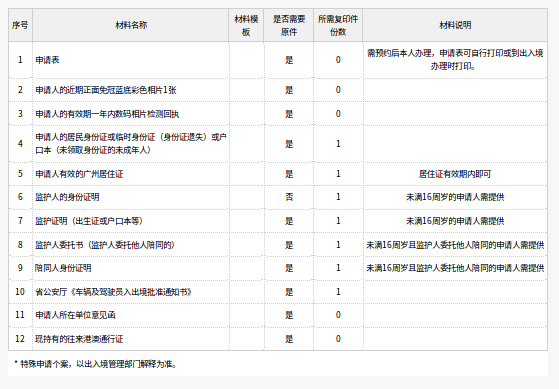 序号 材料名称 材料模板 是否需要原件 所需复印件份数 材料说明
1 申请表 是 0 需预约后本人办理，申请表可自行打印或到出入境办理时打印。
2 申请人的近期正面免冠蓝底彩色相片1张 是 0
3 申请人的有效期一年内数码相片检测回执 是 0
4 申请人的居民身份证或临时身份证（身份证遗失）或户口本（未领取身份证的未成年人） 是 1
5 申请人有效的广州居住证 是 1 居住证有效期内即可
6 监护人的身份证明 否 1 未满16周岁的申请人需提供
7 监护证明（出生证或户口本等） 是 1 未满16周岁的申请人需提供
8 监护人委托书（监护人委托他人陪同的） 是 1 未满16周岁且监护人委托他人陪同的申请人需提供
9 陪同人身份证明 是 1 未满16周岁且监护人委托他人陪同的申请人需提供
10 省公安厅《车辆及驾驶员入出境批准通知书》 是 1
11 申请人所在单位意见函 是 0
12 现持有的往来港澳通行证 是 0
* 特殊申请个案，以出入境管理部门解释为准。